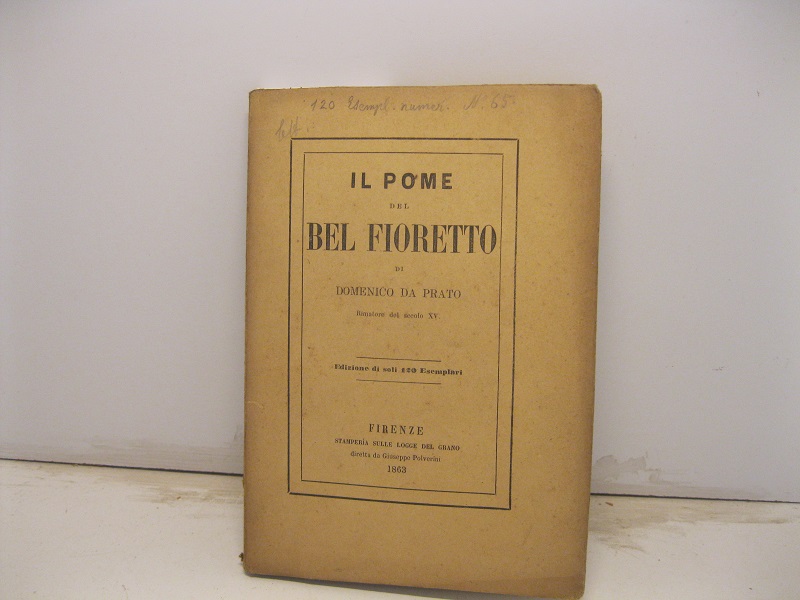 120 Esempl. numer. N. 65.
IL POME
DEL
BEL FIORETTO
DI
DOMENICO DA PRATO
Rimatore del secolo XV
Edizione di soli 120 Esemplari
FIRENZE
STAMPERIA SULLE LOGGE DEL GRANO
diretta da Giuseppe Polverini
1863